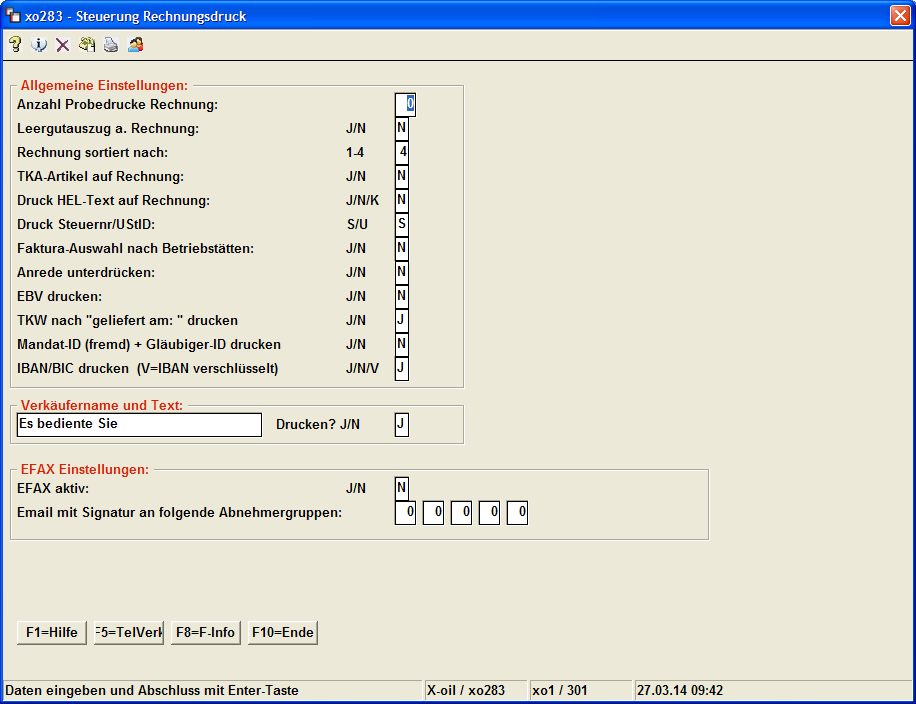 xo283 - Steuerung Rechnungsdruck
Allgemeine Einstellungen:
Anzahl Probedrucke Rechnung: 0
Leergutauszug a. Rechnung: J/N N
Rechnung sortiert nach: 1-4 4
TKA-Artikel auf Rechnung: J/N N
Druck HEL-Text auf Rechnung: J/N/K N
Druck Steuernr/UStID: S/U S
Faktura-Auswahl nach Betriebstätten: J/N N
Anrede unterdrücken: J/N N
EBV drucken: J/N N
TKW nach "geliefert am: " drucken J/N J
Mandat-ID (fremd) + Gläubiger-ID drucken J/N N
IBAN/BIC drucken (V=IBAN verschlüsselt) J/N/V J
Verkäufername und Text:
Es bediente Sie Drucken? J/N J
EFAX Einstellungen:
EFAX aktiv: J/N N
Email mit Signatur an folgende Abnehmergruppen: 0 0 0 0 0
F1=Hilfe F5=TelVerk F8=F-Info F10=Ende
Daten eingeben und Abschluss mit Enter-Taste X-oil / xo283 xo1 / 301 27.03.14 09:42